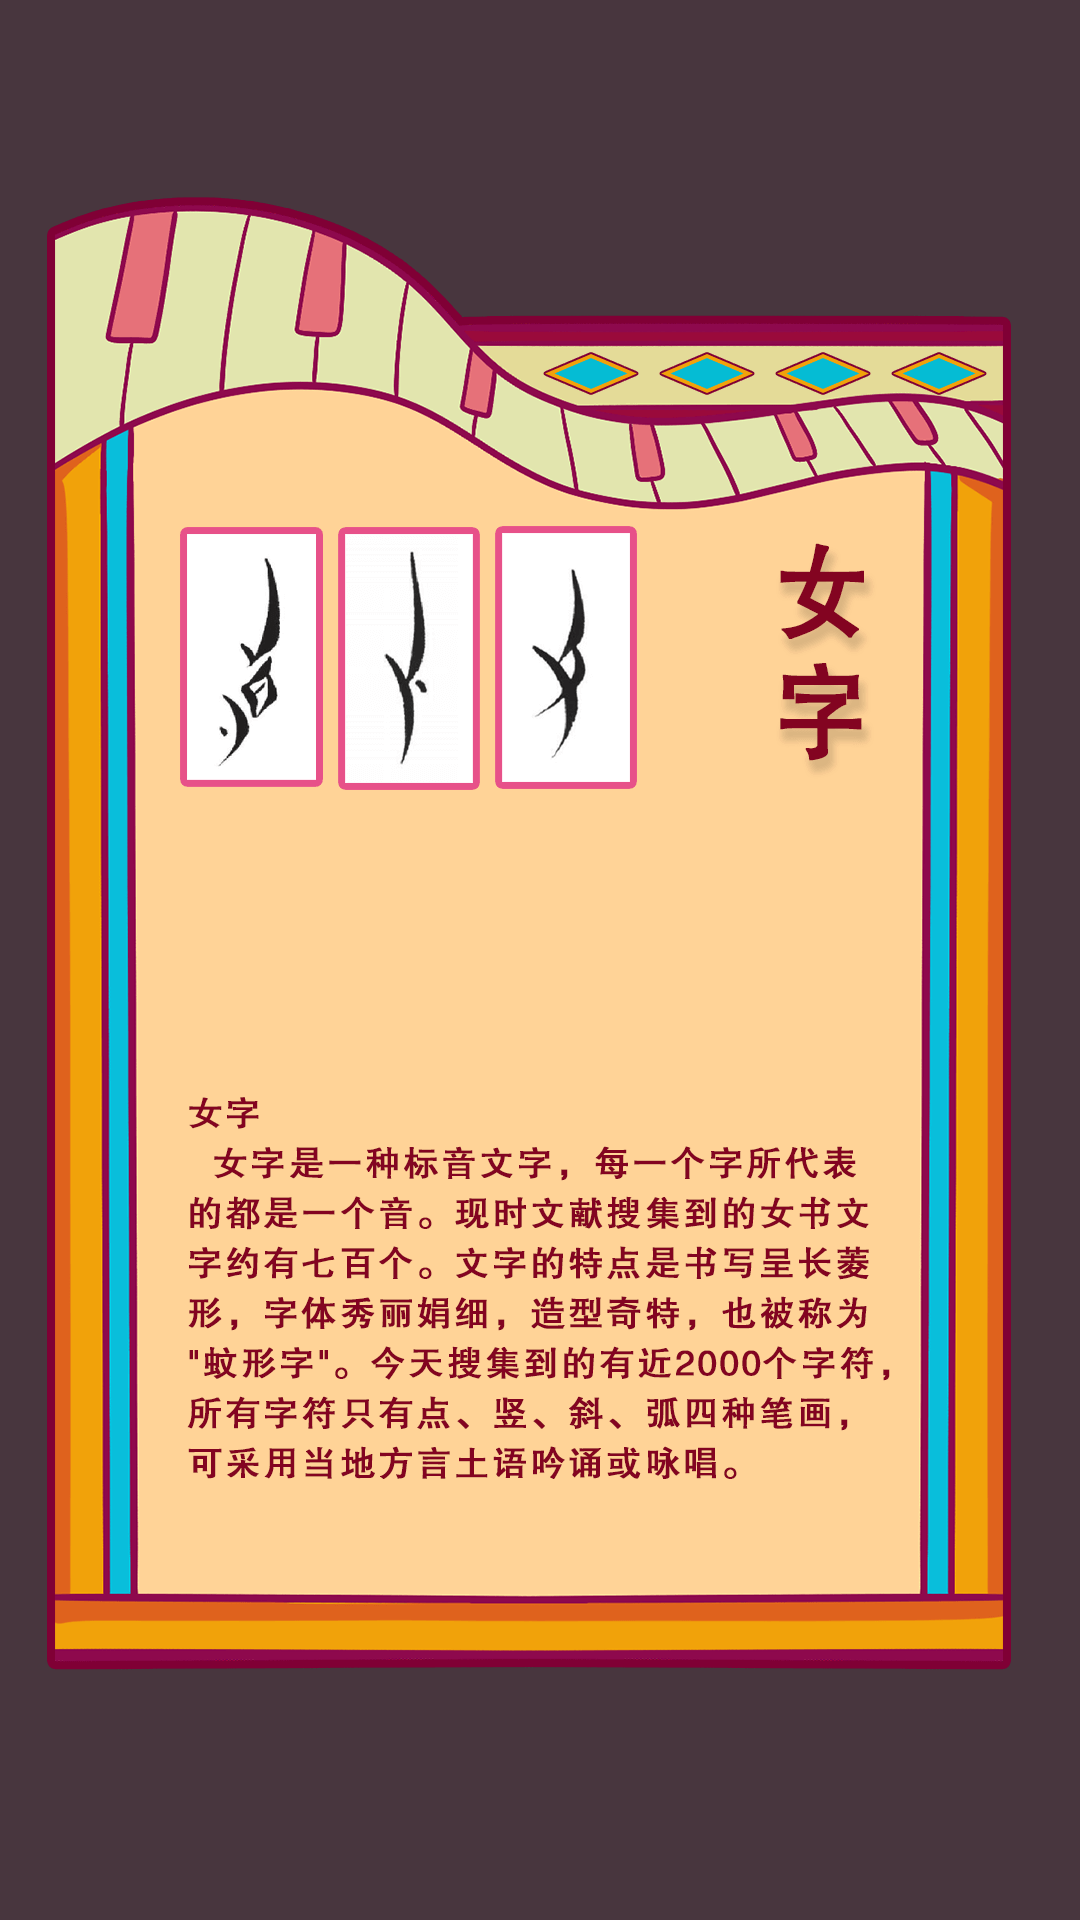 女字
女字
女字是一种标音文字，每一个字所代表
的都是一个音。现时文献搜集到的女书文
字约有七百个。文字的特点是书写呈长菱
形，字体秀丽娟细，造型奇特，也被称为
"蚊形字"。今天搜集到的有近2000个字符，
所有字符只有点、竖、斜、弧四种笔画，
可采用当地方言土语吟诵或咏唱。